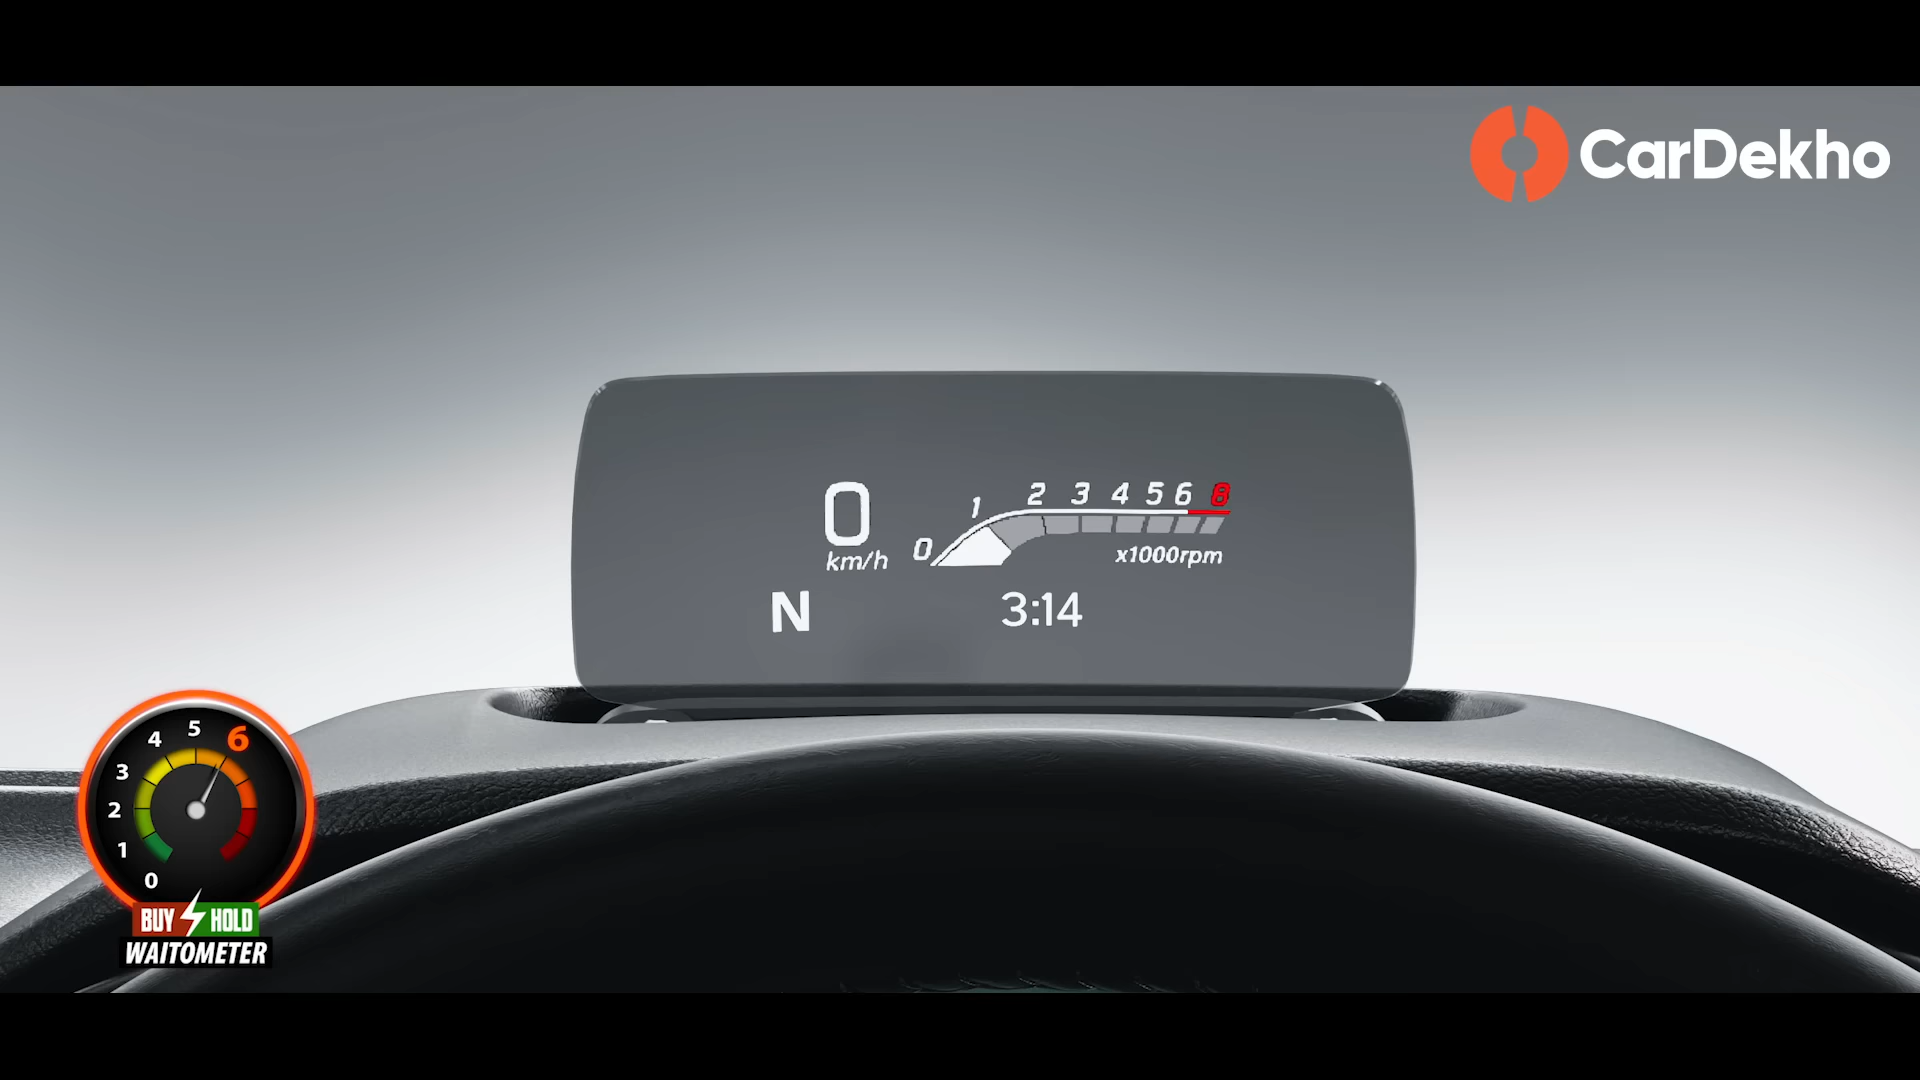 CarDekho
0 1 2 3 4 5 6 8
km/h 0 x1000rpm
N 3:14
0 1 2 3 4 5 6
BUY HOLD
WAITOMETER